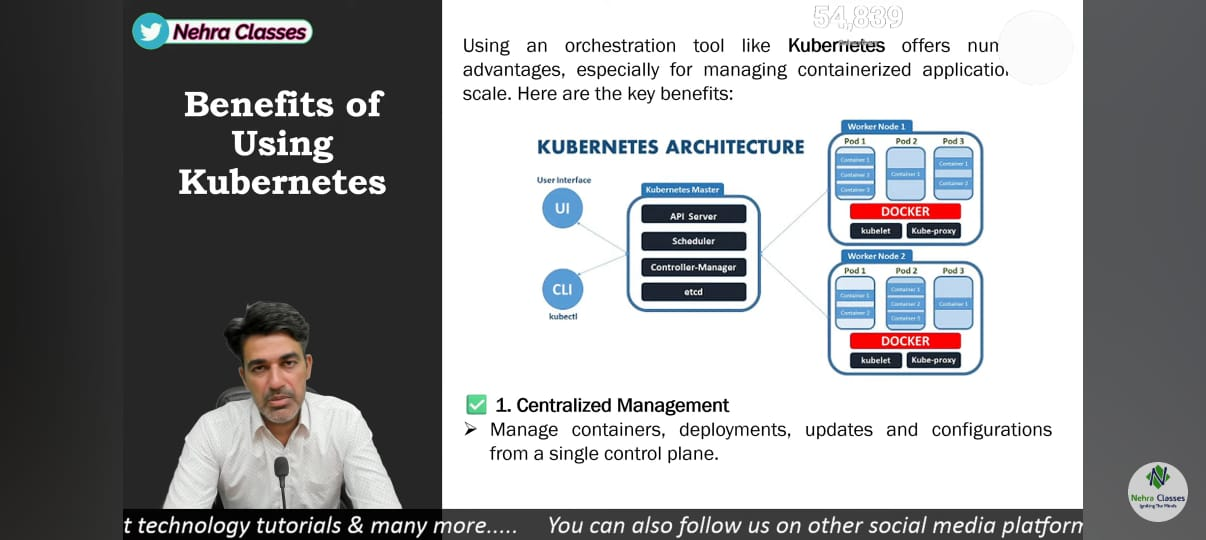 Nehra Classes
Benefits of
Using
Kubernetes
54,839
Using an orchestration tool like Kubernetes offers num
advantages, especially for managing containerized applicatio
scale. Here are the key benefits:
KUBERNETES ARCHITECTURE
User Interface
UI
CLI
kubectl
Kubernetes Master
API Server
Scheduler
Controller-Manager
etcd
Worker Node 1
Pod 1 Pod 2 Pod 3
Container 1
Container 2
Container 3
Container 1
Container 1
Container 2
DOCKER
kubelet Kube-proxy
Worker Node 2
Pod 1 Pod 2 Pod 3
Container 1
Container 2
Container 1
Container 2
Container 3
Container 1
DOCKER
kubelet Kube-proxy
✅ 1. Centralized Management
➤ Manage containers, deployments, updates and configurations
from a single control plane.
Nehra Classes
Igniting The Minds
t technology tutorials & many more..... You can also follow us on other social media platform